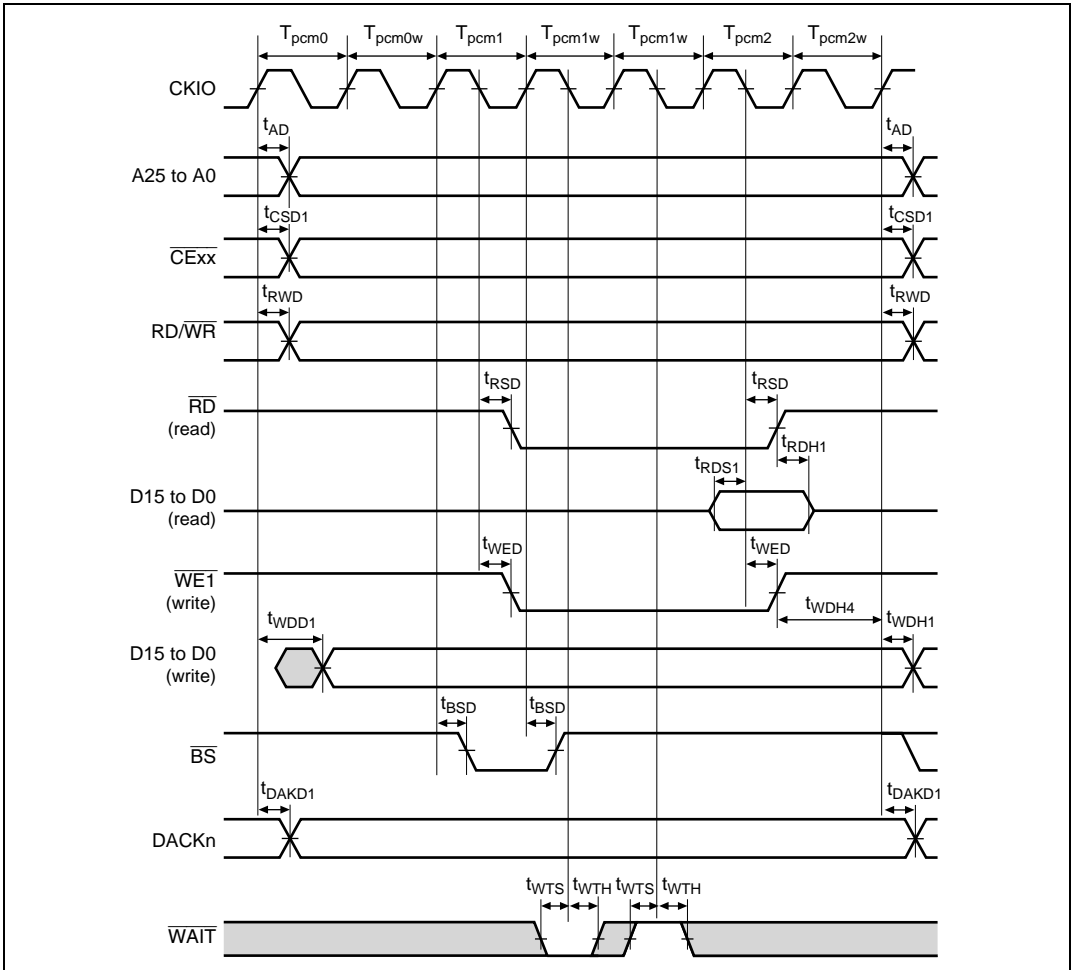 Tpcm0 Tpcm0w Tpcm1 Tpcm1w Tpcm1w Tpcm2 Tpcm2w
CKIO
tAD tAD
A25 to A0
tCSD1 tCSD1
CExx
tRWD tRWD
RD/WR
tRSD tRSD
RD
(read)
tRDH1
tRDS1
D15 to D0
(read)
tWED tWED
WE1
(write)
tWDH4
tWDD1 tWDH1
D15 to D0
(write)
tBSD tBSD
BS
tDAKD1 tDAKD1
DACKn
tWTS tWTH tWTS tWTH
WAIT